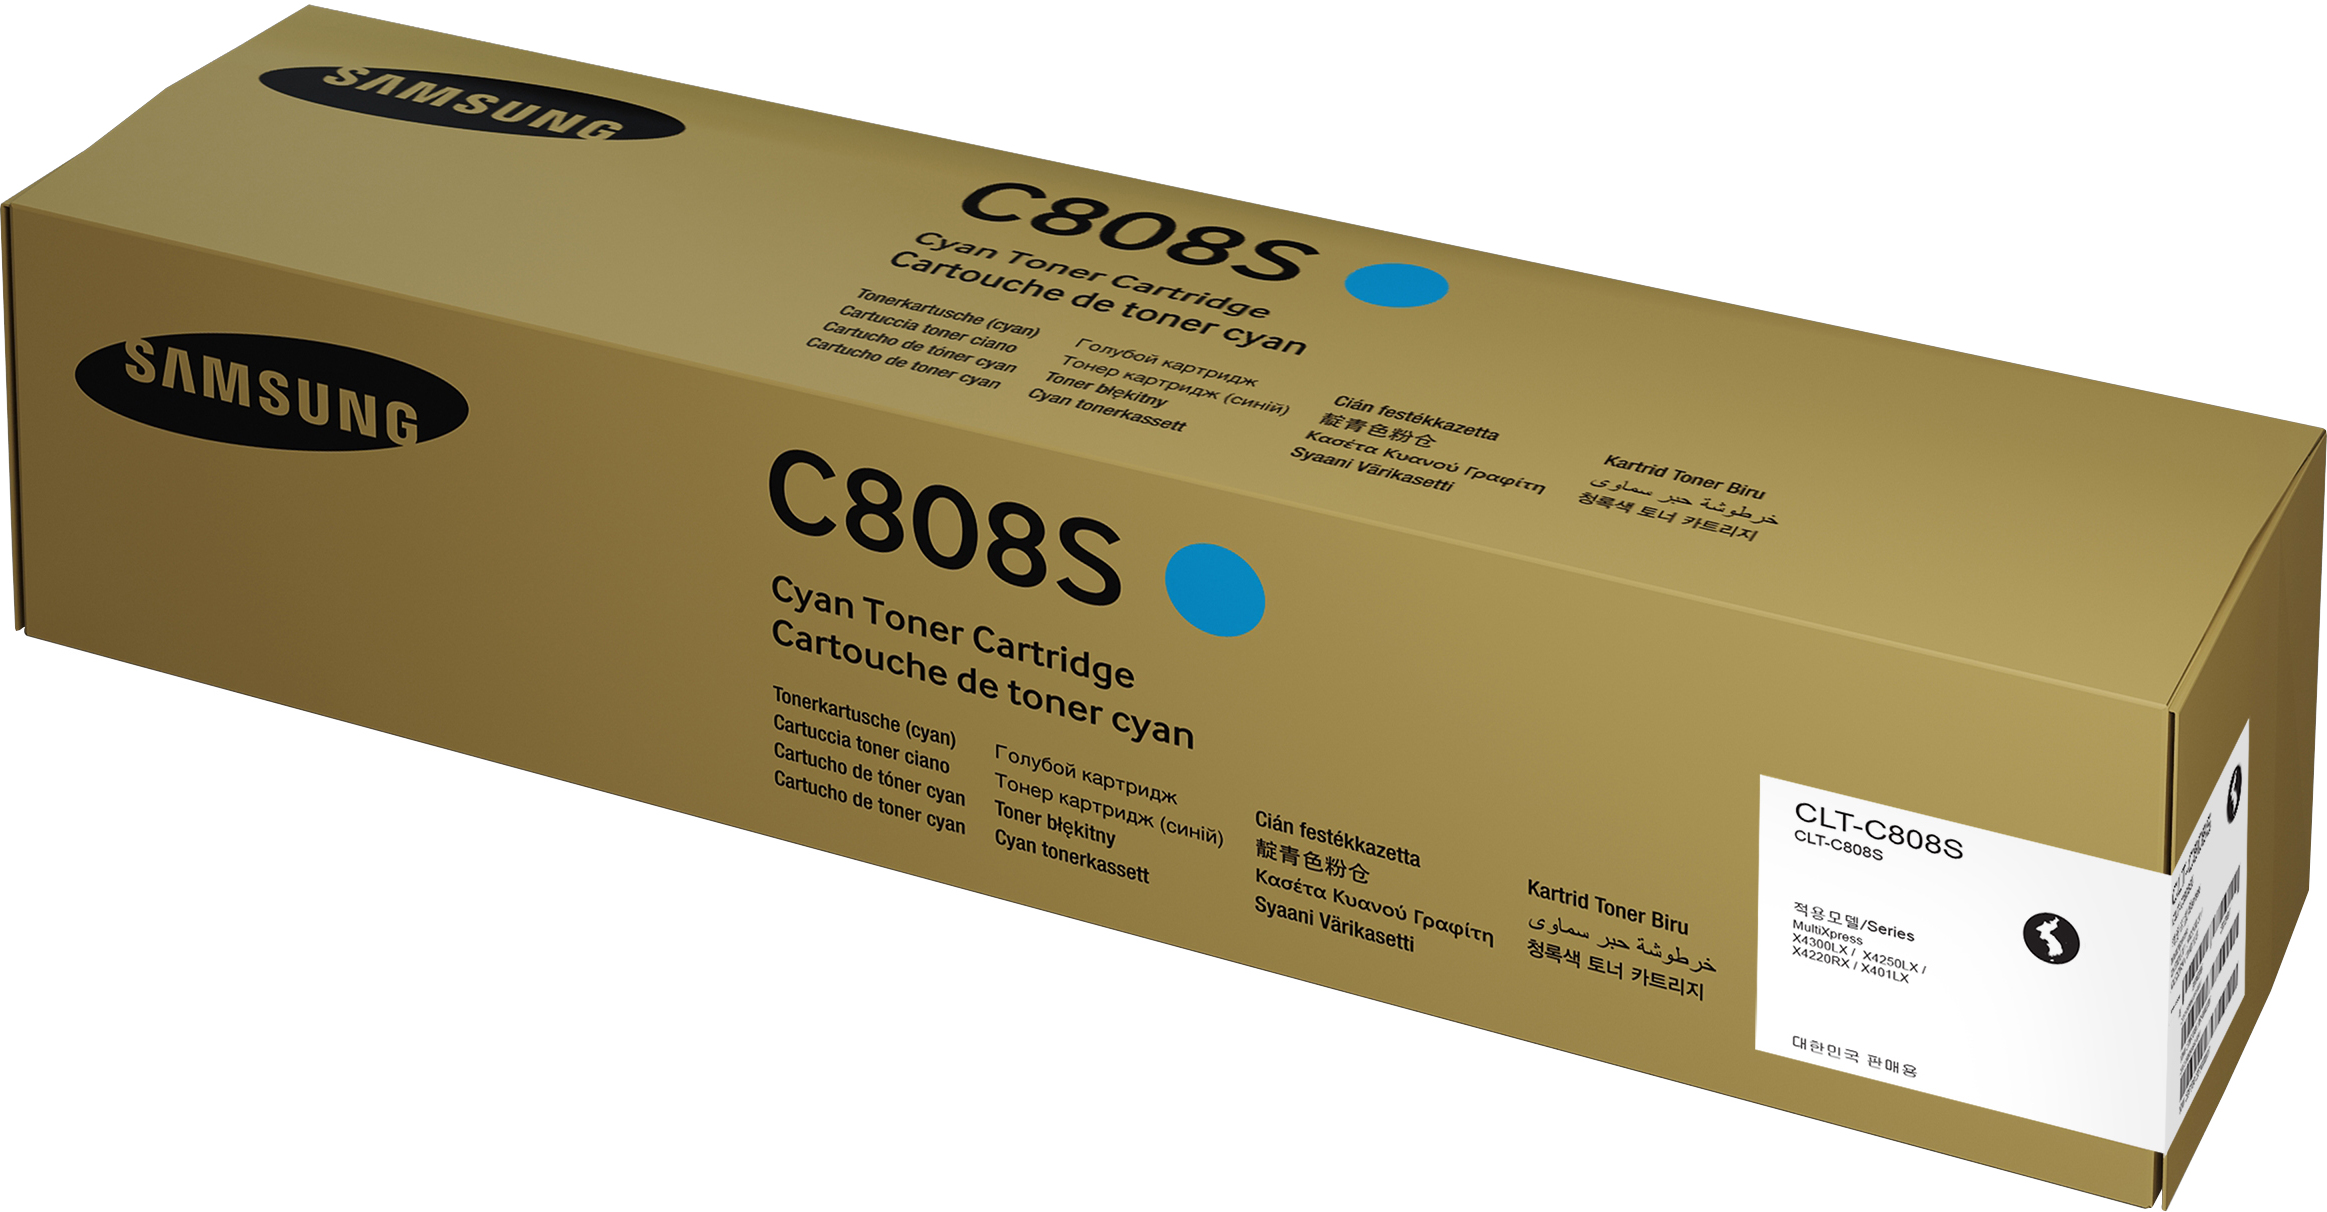 SAMSUNG
C808S
Cyan Toner Cartridge
Cartouche de toner cyan
Tonerkartusche (cyan)
Cartuccia toner ciano
Cartucho de tóner cyan
Cartucho de toner cyan
Голубой картридж
Тонер картридж (синій)
Toner błękitny
Cyan tonerkassett
Cián festékkazetta
靛青色粉仓
Κασέτα Κυανού Γραφίτη
Syaani Värikasetti
Kartrid Toner Biru
خرطوشة حبر سماوى
청록색 토너 카트리지
SAMSUNG
C808S
Cyan Toner Cartridge
Cartouche de toner cyan
Tonerkartusche (cyan)
Cartuccia toner ciano
Cartucho de tóner cyan
Cartucho de toner cyan
Голубой картридж
Тонер картридж (синій)
Toner błękitny
Cyan tonerkassett
Cián festékkazetta
靛青色粉仓
Κασέτα Κυανού Γραφίτη
Syaani Värikasetti
Kartrid Toner Biru
خرطوشة حبر سماوى
청록색 토너 카트리지
CLT-C808S
CLT-C808S
적용모델/Series
MultiXpress
X4300LX / X4250LX /
X4220RX / X401LX
대한민국 판매용